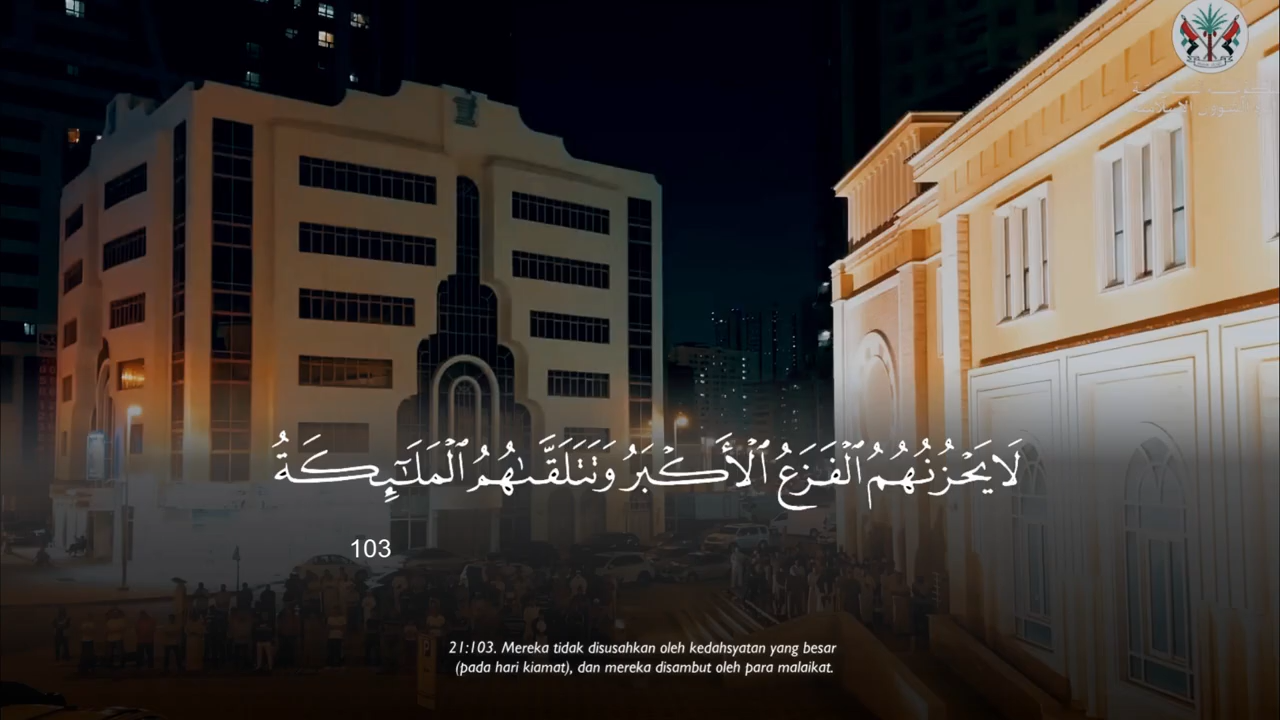 لَا يَحْزُنُهُمُ ٱلْفَزَعُ ٱلْأَكْبَرُ وَتَتَلَقَّىٰهُمُ ٱلْمَلَـٰٓئِكَةُ
103
21:103. Mereka tidak disusahkan oleh kedahsyatan yang besar
(pada hari kiamat), dan mereka disambut oleh para malaikat.